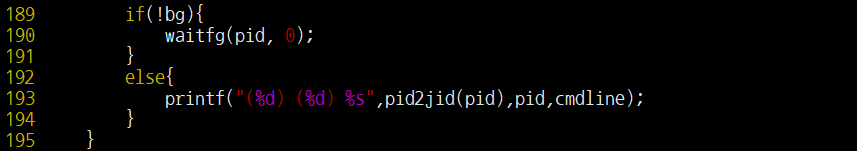 189         if(!bg){
190             waitfg(pid, 0);
191         }
192         else{
193             printf("(%d) (%d) %s",pid2jid(pid),pid,cmdline);
194         }
195     }